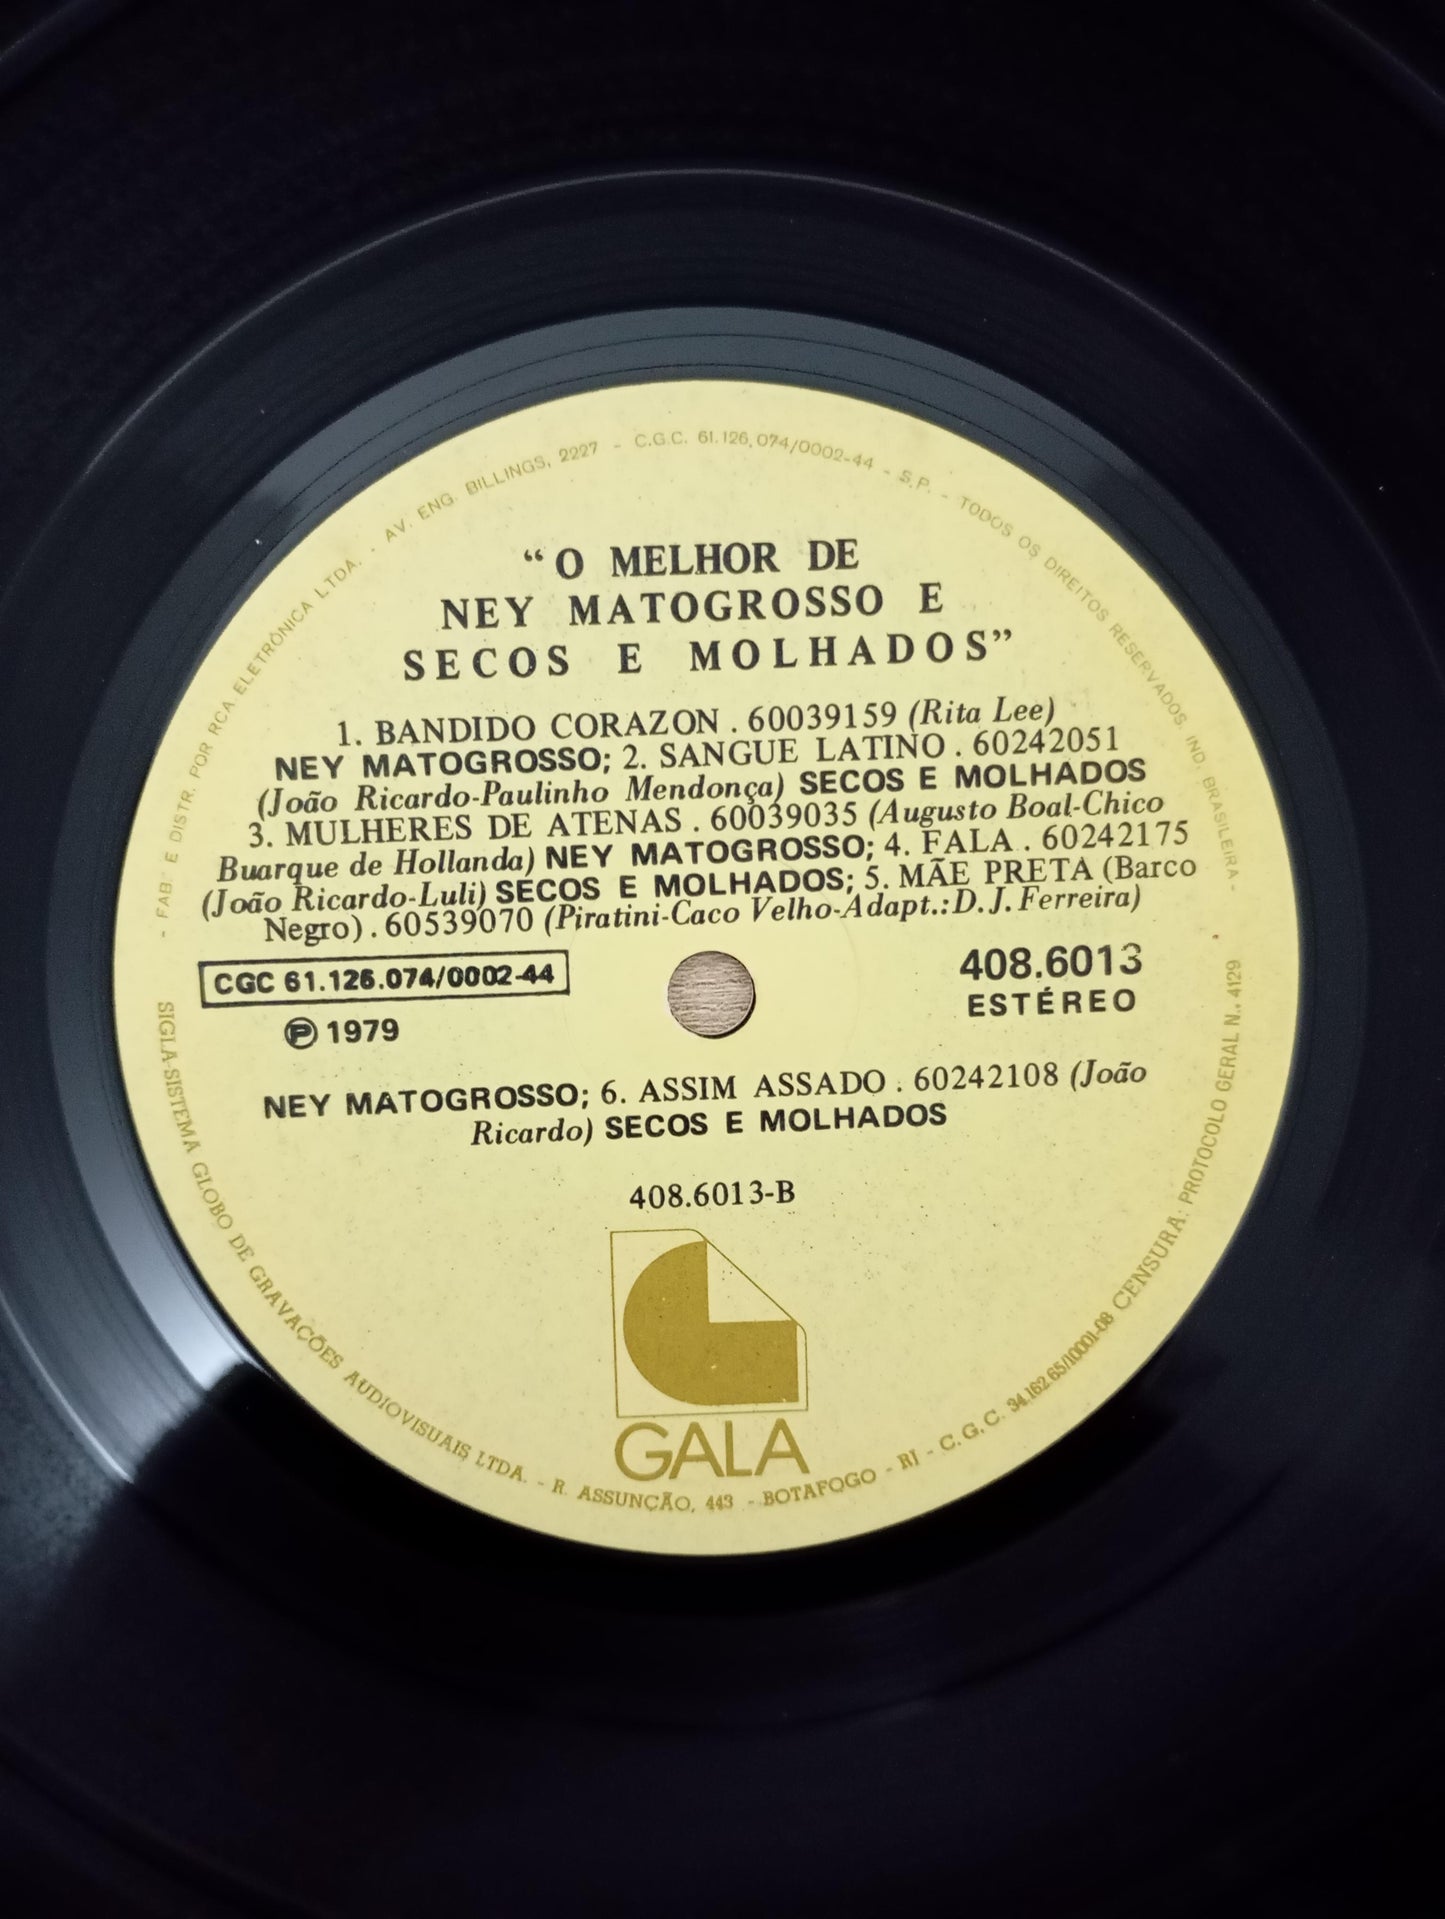 - FAB. E DISTR. POR RCA ELETRÔNICA LTDA. - AV. ENG. BILLINGS, 2227 - C.G.C. 61.126.074/0002-44 - S.P. - TODOS OS DIREITOS RESERVADOS. IND. BRASILEIRA -
“O MELHOR DE
NEY MATOGROSSO E
SECOS E MOLHADOS”
1. BANDIDO CORAZON . 60039159 (Rita Lee)
NEY MATOGROSSO; 2. SANGUE LATINO . 60242051
(João Ricardo-Paulinho Mendonça) SECOS E MOLHADOS
3. MULHERES DE ATENAS . 60039035 (Augusto Boal-Chico
Buarque de Hollanda) NEY MATOGROSSO; 4. FALA . 60242175
(João Ricardo-Luli) SECOS E MOLHADOS; 5. MÃE PRETA (Barco
Negro) . 60539070 (Piratini-Caco Velho-Adapt.:D.J.Ferreira)
CGC 61.126.074/0002-44
408.6013
ESTÉREO
℗ 1979
NEY MATOGROSSO; 6. ASSIM ASSADO . 60242108 (João
Ricardo) SECOS E MOLHADOS
408.6013-B
GALA
SIGLA-SISTEMA GLOBO DE GRAVAÇÕES AUDIOVISUAIS LTDA. - R. ASSUNÇÃO, 443 - BOTAFOGO - RJ - C.G.C. 34.162.651/0001-08 CENSURA: PROTOCOLO GERAL N.. 4129